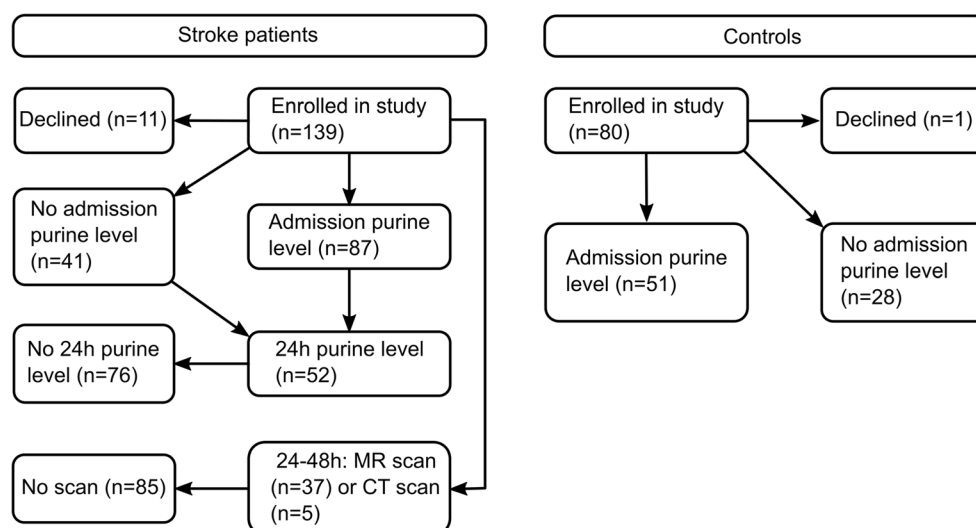 Stroke patients
Declined (n=11)
Enrolled in study
(n=139)
No admission
purine level
(n=41)
Admission purine
level (n=87)
No 24h purine
level (n=76)
24h purine level
(n=52)
No scan (n=85)
24-48h: MR scan
(n=37) or CT scan
(n=5)
Controls
Enrolled in study
(n=80)
Declined (n=1)
Admission purine
level (n=51)
No admission
purine level
(n=28)